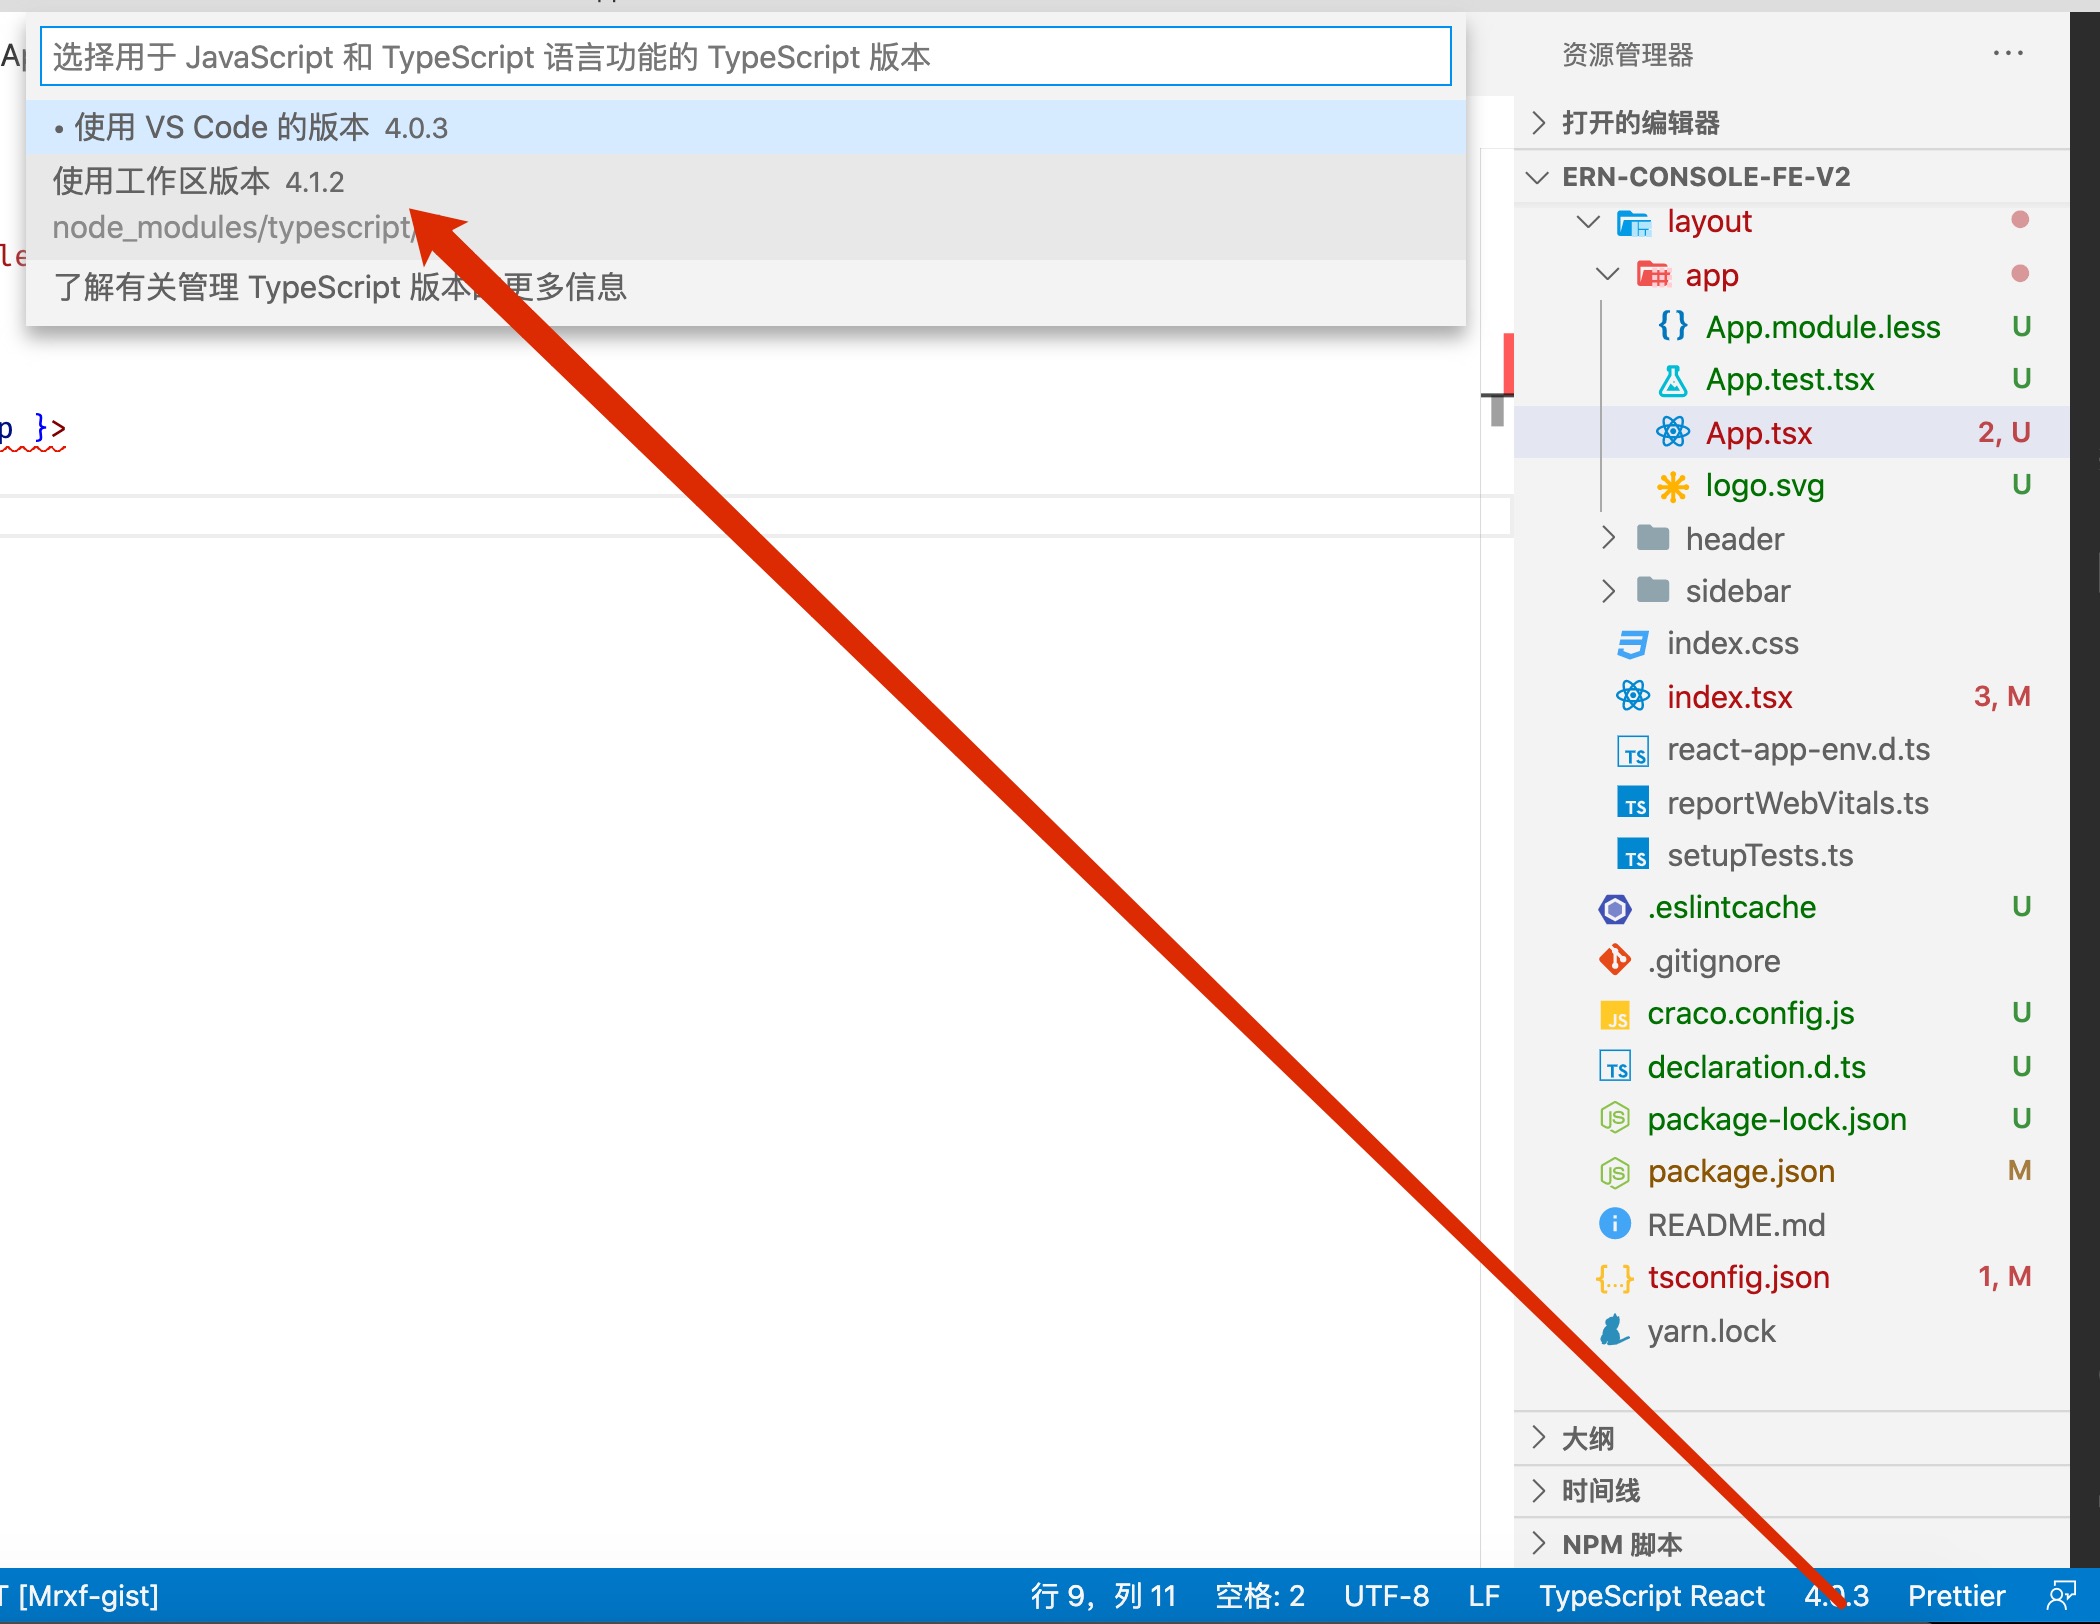 选择用于 JavaScript 和 TypeScript 语言功能的 TypeScript 版本
• 使用 VS Code 的版本 4.0.3
使用工作区版本 4.1.2
node_modules/typescript/
了解有关管理 TypeScript 版本 更多信息
le
p }>
资源管理器
打开的编辑器
ERN-CONSOLE-FE-V2
layout
app
App.module.less U
App.test.tsx U
App.tsx 2, U
logo.svg U
header
sidebar
index.css
index.tsx 3, M
react-app-env.d.ts
reportWebVitals.ts
setupTests.ts
.eslintcache U
.gitignore
craco.config.js U
declaration.d.ts U
package-lock.json U
package.json M
README.md
tsconfig.json 1, M
yarn.lock
大纲
时间线
NPM 脚本
[Mrxf-gist] 行 9，列 11 空格: 2 UTF-8 LF TypeScript React 4.0.3 Prettier